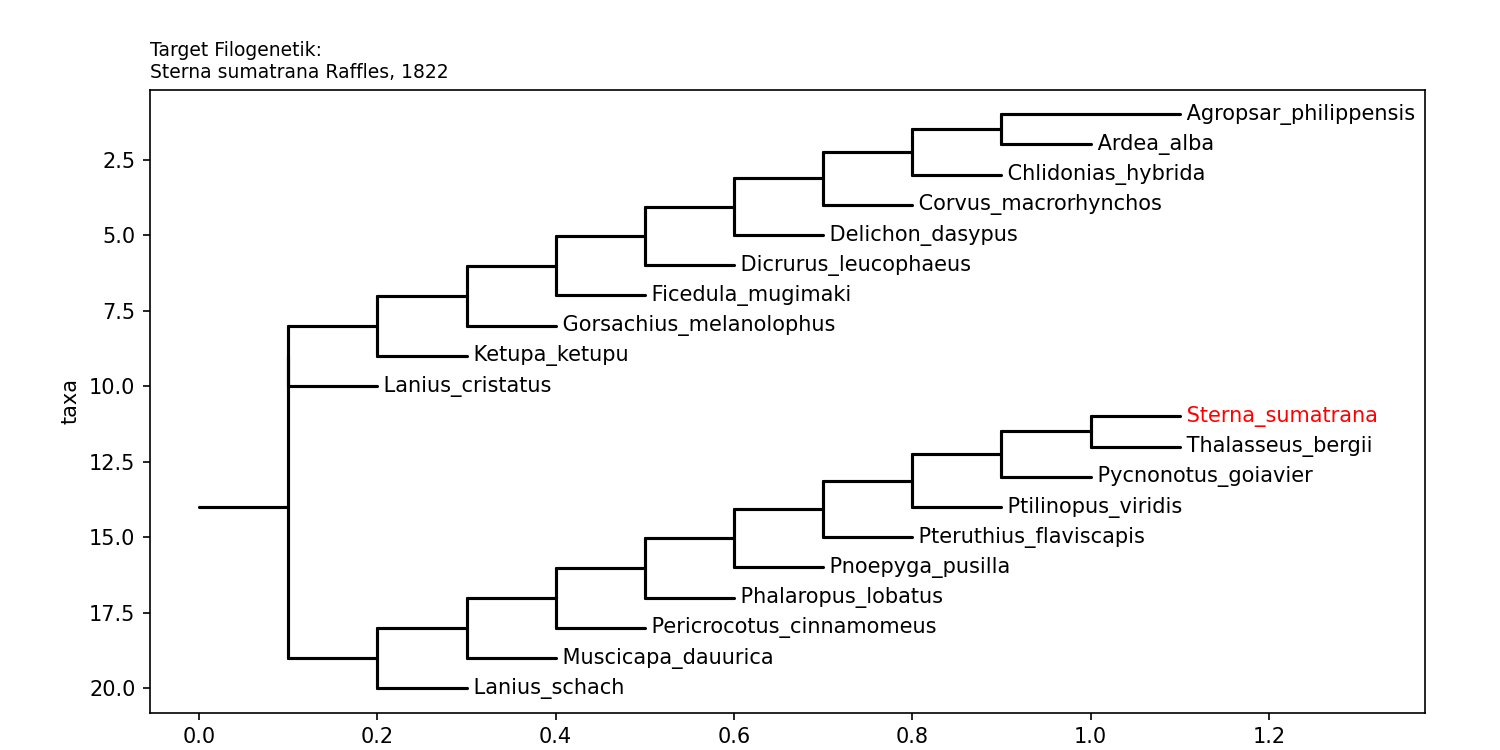 Target Filogenetik:
Sterna sumatrana Raffles, 1822
Agropsar_philippensis
Ardea_alba
2.5
Chlidonias_hybrida
Corvus_macrorhynchos
5.0
Delichon_dasypus
Dicrurus_leucophaeus
7.5
Ficedula_mugimaki
Gorsachius_melanolophus
Ketupa_ketupu
10.0
Lanius_cristatus
taxa
Sterna_sumatrana
Thalasseus_bergii
12.5
Pycnonotus_goiavier
Ptilinopus_viridis
15.0
Pteruthius_flaviscapis
Pnoepyga_pusilla
17.5
Phalaropus_lobatus
Pericrocotus_cinnamomeus
Muscicapa_dauurica
20.0
Lanius_schach
0.0 0.2 0.4 0.6 0.8 1.0 1.2